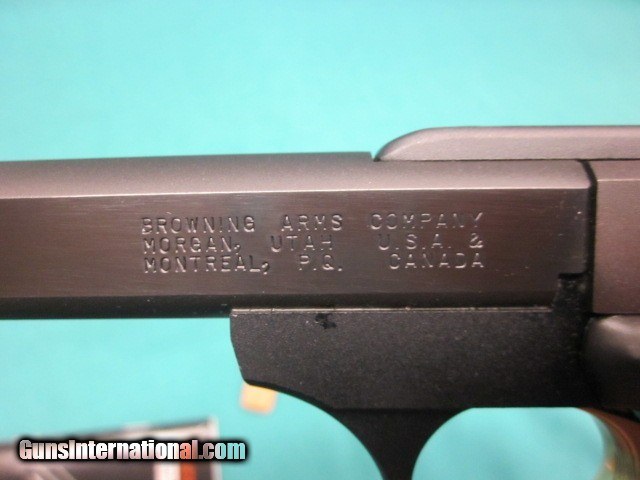 BROWNING ARMS COMPANY
MORGAN, UTAH U.S.A. &
MONTREAL, P.Q. CANADA
GunsInternational.com